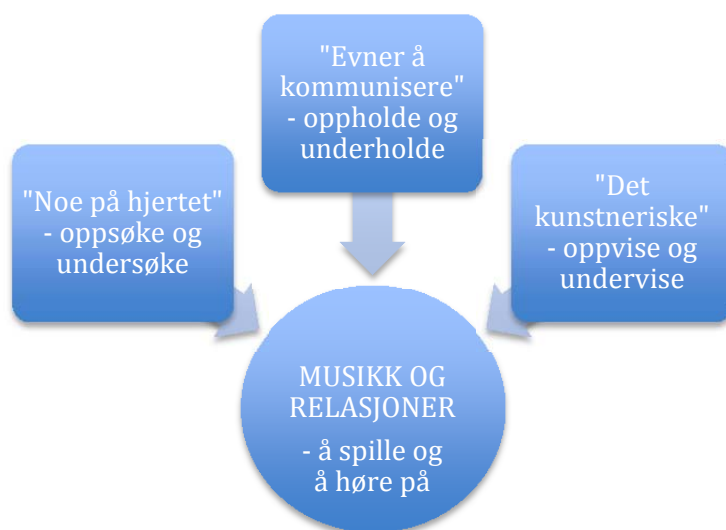 "Evner å
kommunisere"
- oppholde og
underholde
"Noe på hjertet"
- oppsøke og
undersøke
"Det
kunstneriske"
- oppvise og
undervise
MUSIKK OG
RELASJONER
- å spille og
å høre på